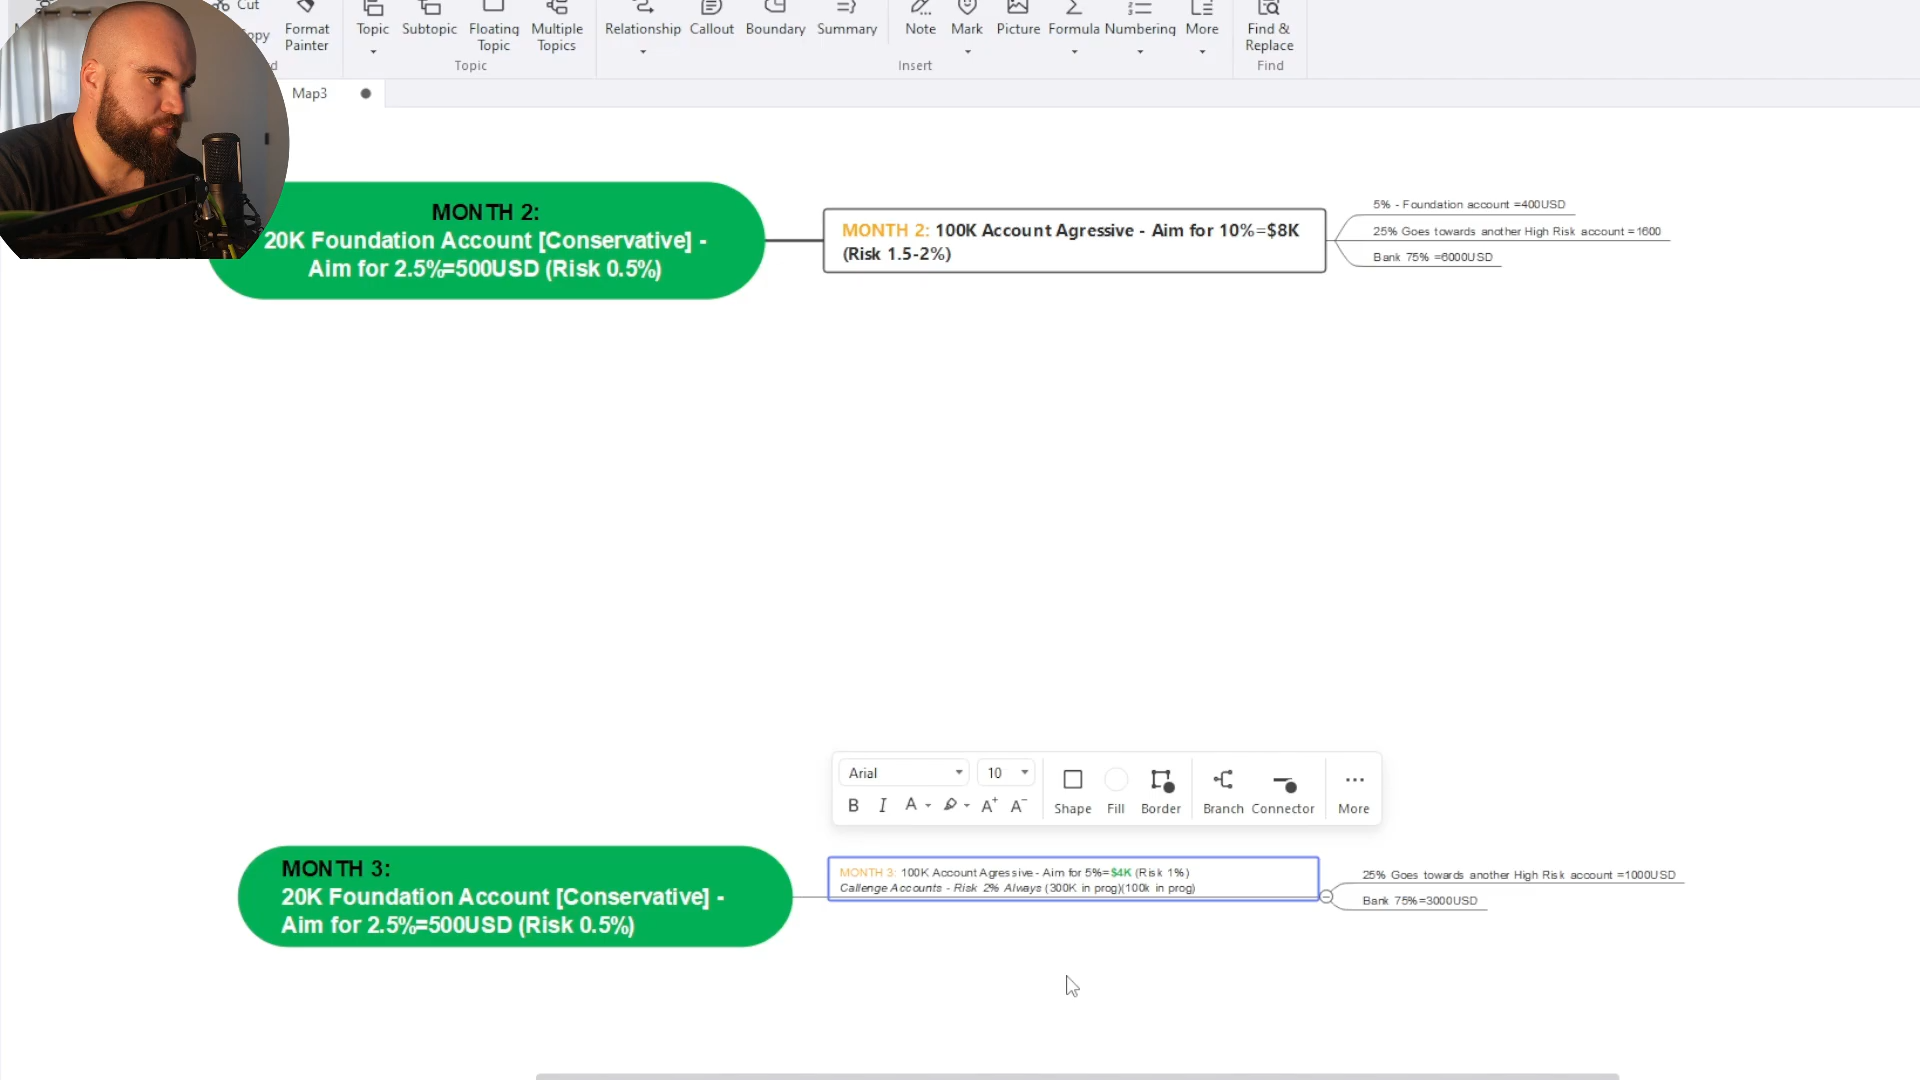 Cut
opy
Format
Painter
Topic
Subtopic
Floating
Topic
Multiple
Topics
Topic
Relationship
Callout
Boundary
Summary
Note
Mark
Picture
Formula
Numbering
More
Insert
Find &
Replace
Find
Map3
MONTH 2:
20K Foundation Account [Conservative] -
Aim for 2.5%=500USD (Risk 0.5%)
MONTH 2: 100K Account Agressive - Aim for 10%=$8K
(Risk 1.5-2%)
5% - Foundation account =400USD
25% Goes towards another High Risk account =1600
Bank 75% =6000USD
Arial
10
B I A A+ A-
Shape
Fill
Border
Branch
Connector
More
MONTH 3:
20K Foundation Account [Conservative] -
Aim for 2.5%=500USD (Risk 0.5%)
MONTH 3: 100K Account Agressive - Aim for 5%=$4K (Risk 1%)
Callenge Accounts - Risk 2% Always (300K in prog)(100k in prog)
25% Goes towards another High Risk account =1000USD
Bank 75%=3000USD